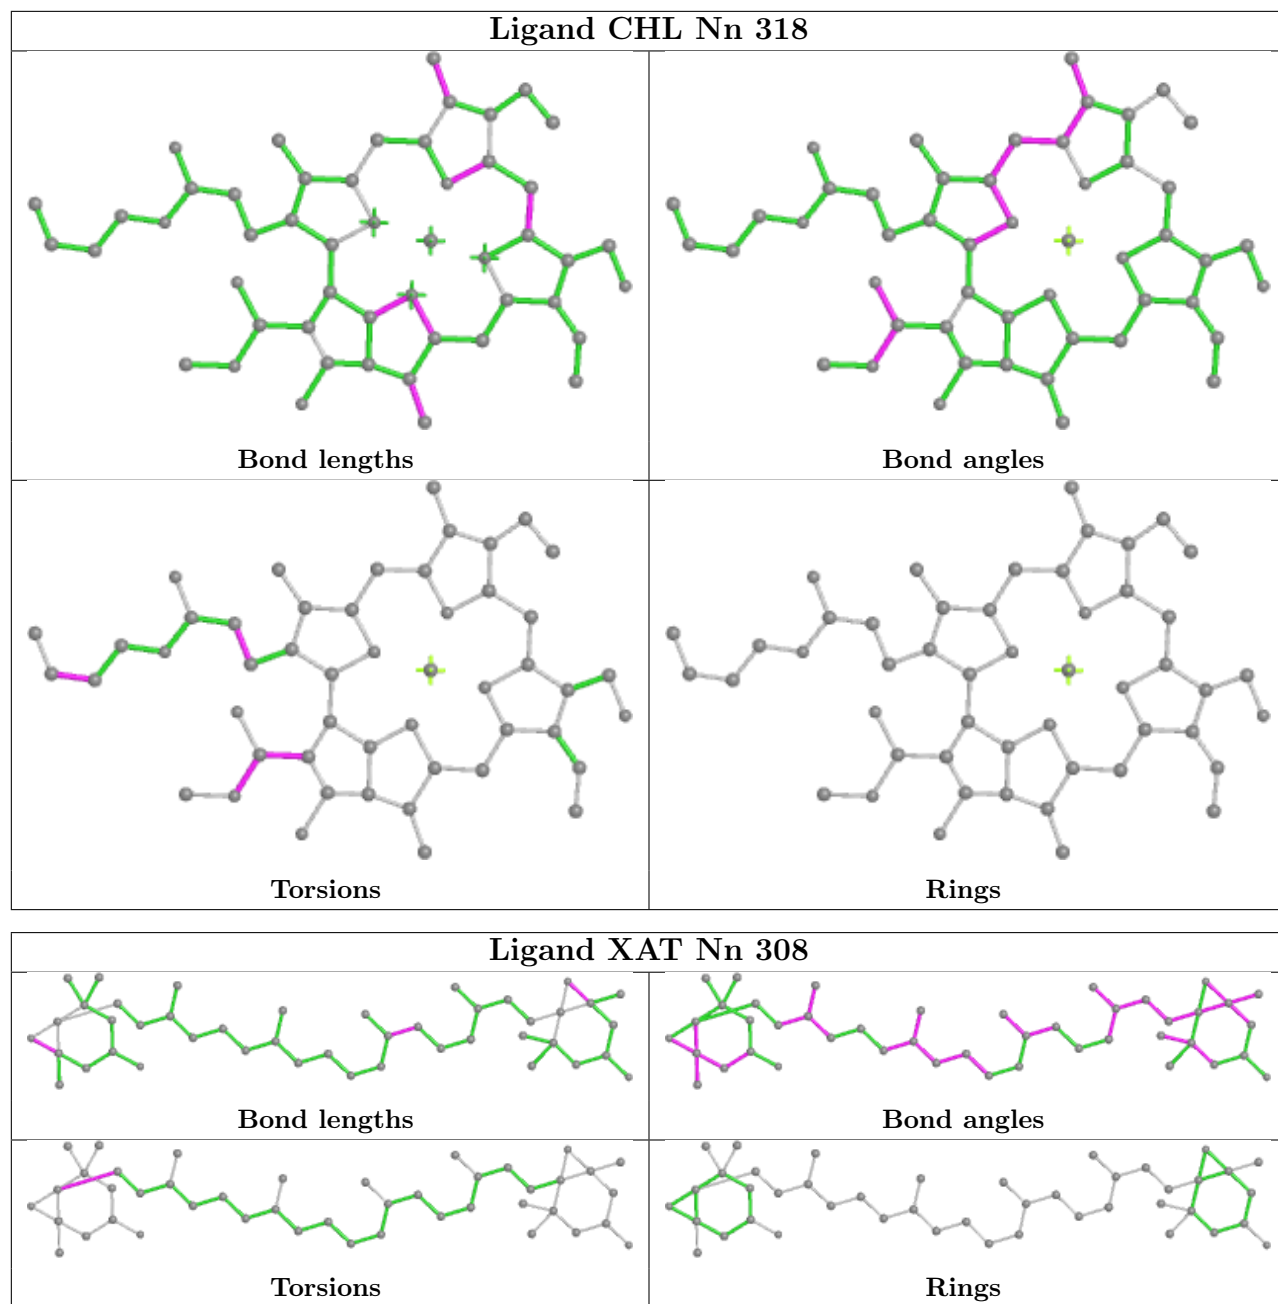 Ligand CHL Nn 318
Bond lengths
Bond angles
Torsions
Rings
Ligand XAT Nn 308
Bond lengths
Bond angles
Torsions
Rings